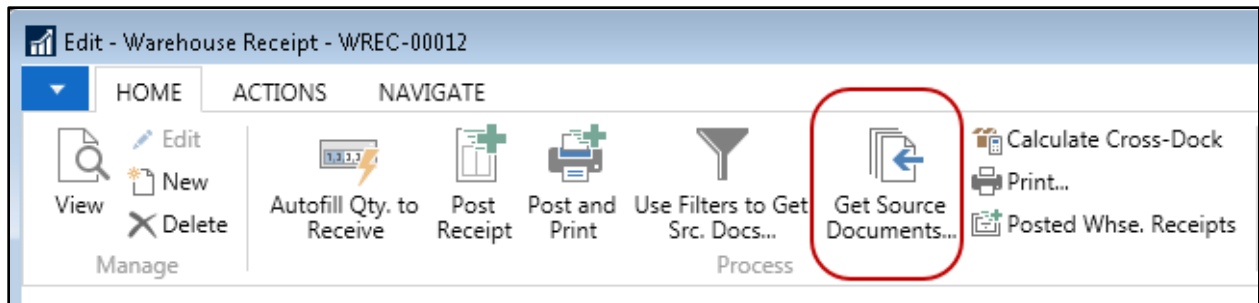 Edit - Warehouse Receipt - WREC-00012
HOME ACTIONS NAVIGATE
View
Edit
New
Delete
Manage
Autofill Qty. to
Receive
Post
Receipt
Post and
Print
Use Filters to Get
Src. Docs...
Get Source
Documents...
Calculate Cross-Dock
Print...
Posted Whse. Receipts
Process